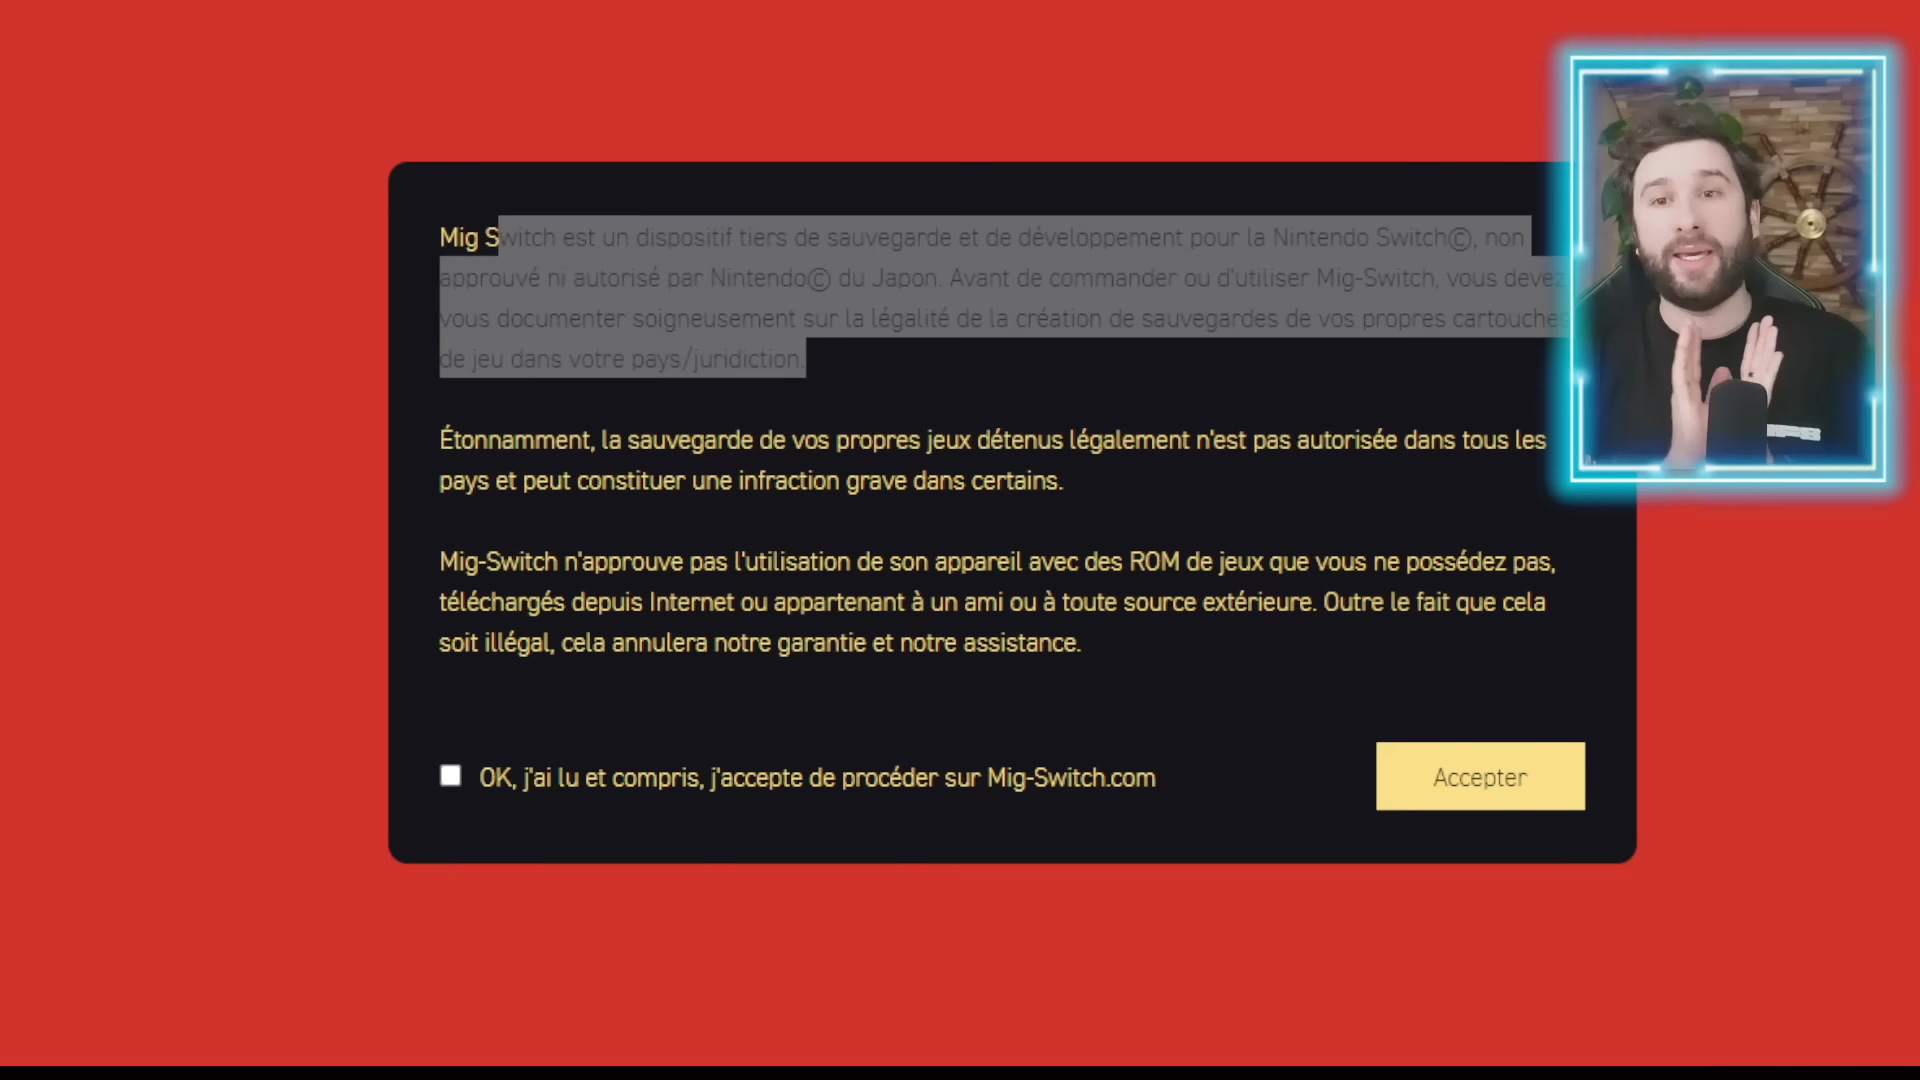 Mig Switch est un dispositif tiers de sauvegarde et de développement pour la Nintendo Switch©, non
approuvé ni autorisé par Nintendo© du Japon. Avant de commander ou d'utiliser Mig-Switch, vous devez
vous documenter soigneusement sur la légalité de la création de sauvegardes de vos propres cartouches
de jeu dans votre pays/juridiction.
Étonnamment, la sauvegarde de vos propres jeux détenus légalement n'est pas autorisée dans tous les
pays et peut constituer une infraction grave dans certains.
Mig-Switch n'approuve pas l'utilisation de son appareil avec des ROM de jeux que vous ne possédez pas,
téléchargés depuis Internet ou appartenant à un ami ou à toute source extérieure. Outre le fait que cela
soit illégal, cela annulera notre garantie et notre assistance.
OK, j'ai lu et compris, j'accepte de procéder sur Mig-Switch.com
Accepter